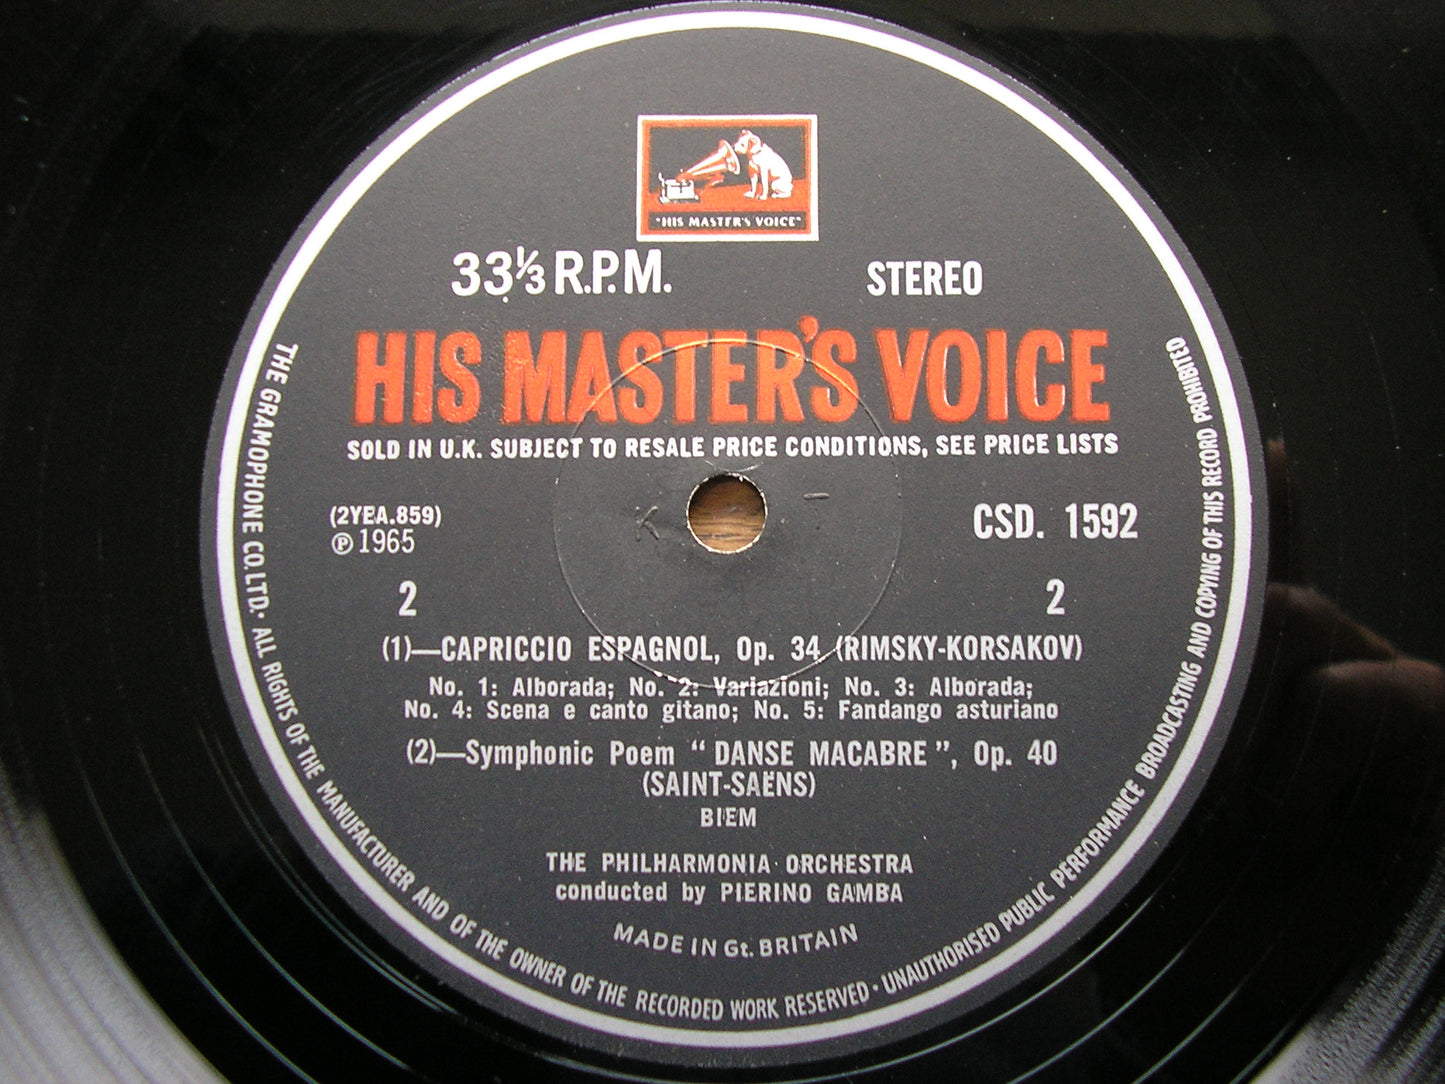 "HIS MASTER'S VOICE"
33⅓ R.P.M. STEREO
HIS MASTER'S VOICE
SOLD IN U.K. SUBJECT TO RESALE PRICE CONDITIONS, SEE PRICE LISTS
(2YEA.859)
℗ 1965
CSD. 1592
K T
2 2
(1)—CAPRICCIO ESPAGNOL, Op. 34 (RIMSKY-KORSAKOV)
No. 1: Alborada; No. 2: Variazioni; No. 3: Alborada;
No. 4: Scena e canto gitano; No. 5: Fandango asturiano
(2)—Symphonic Poem “ DANSE MACABRE ”, Op. 40
(SAINT-SAËNS)
BIEM
THE PHILHARMONIA ORCHESTRA
conducted by PIERINO GAMBA
MADE IN Gt. BRITAIN
THE GRAMOPHONE CO. LTD. • ALL RIGHTS OF THE MANUFACTURER AND OF THE OWNER OF THE RECORDED WORK RESERVED • UNAUTHORISED PUBLIC PERFORMANCE BROADCASTING AND COPYING OF THIS RECORD PROHIBITED